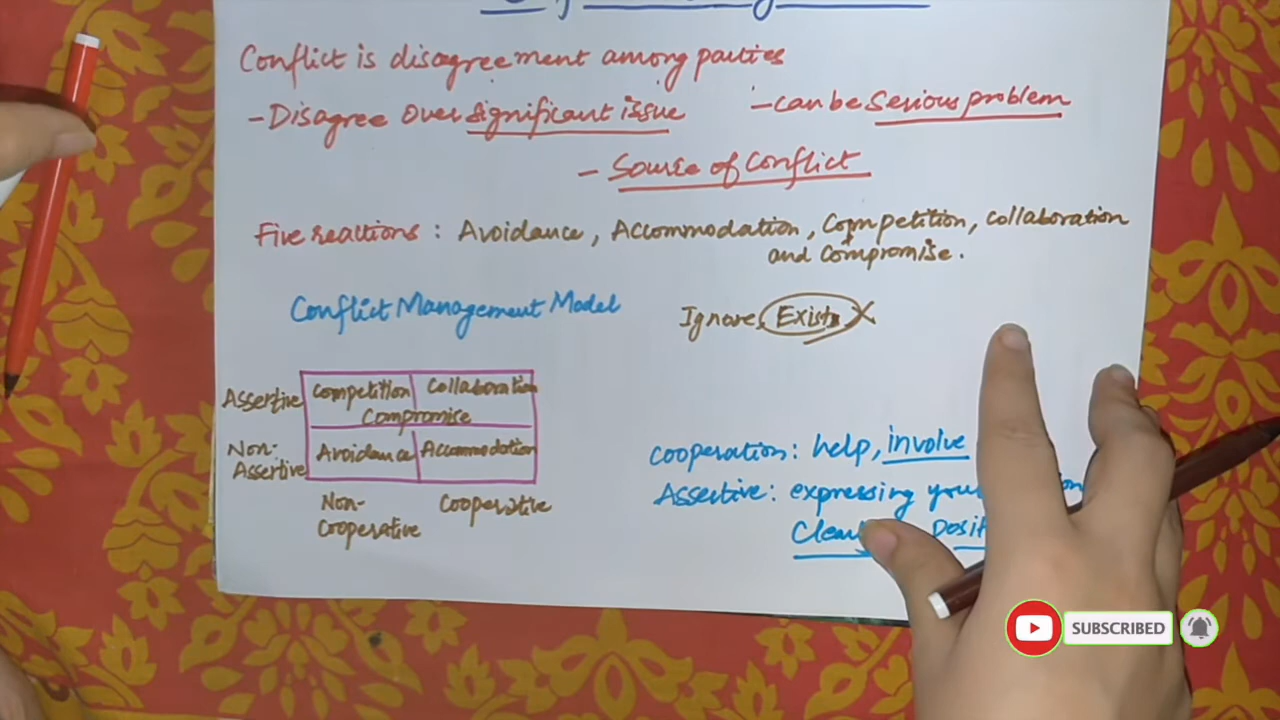 Conflict is disagreement among parties
- Disagree Over significant issue
- can be serious problem
- Source of Conflict
Five reactions : Avoidance, Accommodation, Competition, Collaboration
and Compromise.
Conflict Management Model
Ignore, Exists X
Assertive
Competition
Collaboration
Compromise
Non-
Assertive
Avoidance
Accommodation
Non-
Cooperative
Cooperative
Cooperation: help, involve
Assertive: expressing
SUBSCRIBED